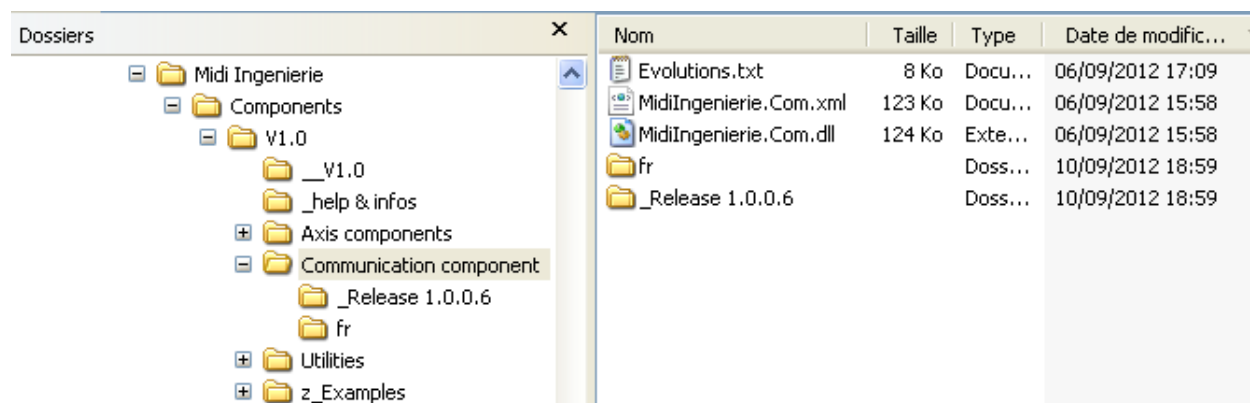 Dossiers
Midi Ingenierie
Components
V1.0
__V1.0
_help & infos
Axis components
Communication component
_Release 1.0.0.6
fr
Utilities
z_Examples
Nom Taille Type Date de modific...
Evolutions.txt 8 Ko Docu... 06/09/2012 17:09
MidiIngenierie.Com.xml 123 Ko Docu... 06/09/2012 15:58
MidiIngenierie.Com.dll 124 Ko Exte... 06/09/2012 15:58
fr Doss... 10/09/2012 18:59
_Release 1.0.0.6 Doss... 10/09/2012 18:59